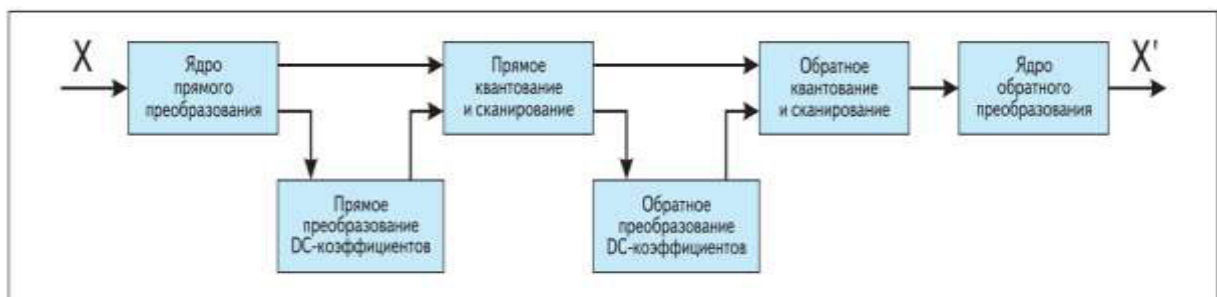 X
Ядро
прямого
преобразования
Прямое
квантование
и сканирование
Обратное
квантование
и сканирование
Ядро
обратного
преобразования
X'
Прямое
преобразование
DC-коэффициентов
Обратное
преобразование
DC-коэффициентов